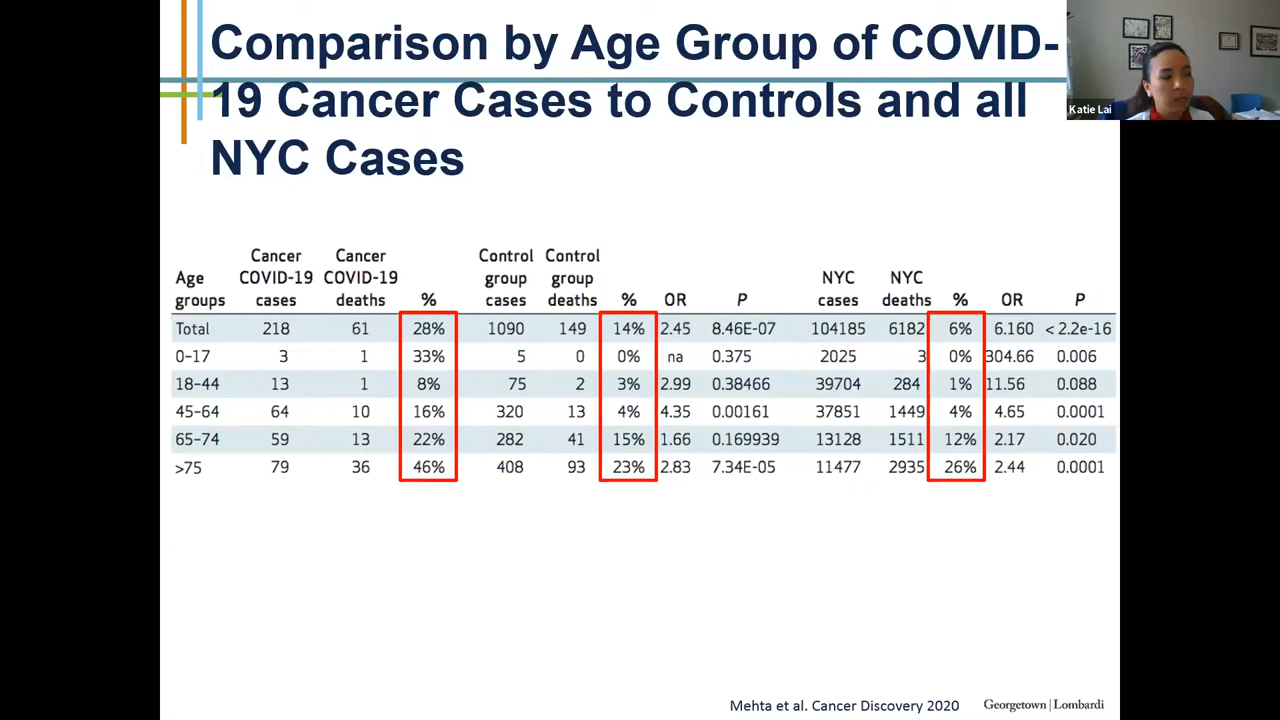 Comparison by Age Group of COVID-
19 Cancer Cases to Controls and all
NYC Cases
Katie Lai
Age groups Cancer COVID-19 cases Cancer COVID-19 deaths % Control group cases Control group deaths % OR P NYC cases NYC deaths % OR P
Total 218 61 28% 1090 149 14% 2.45 8.46E-07 104185 6182 6% 6.160 < 2.2e-16
0–17 3 1 33% 5 0 0% na 0.375 2025 3 0% 304.66 0.006
18–44 13 1 8% 75 2 3% 2.99 0.38466 39704 284 1% 11.56 0.088
45–64 64 10 16% 320 13 4% 4.35 0.00161 37851 1449 4% 4.65 0.0001
65–74 59 13 22% 282 41 15% 1.66 0.169939 13128 1511 12% 2.17 0.020
>75 79 36 46% 408 93 23% 2.83 7.34E-05 11477 2935 26% 2.44 0.0001
Mehta et al. Cancer Discovery 2020
Georgetown | Lombardi